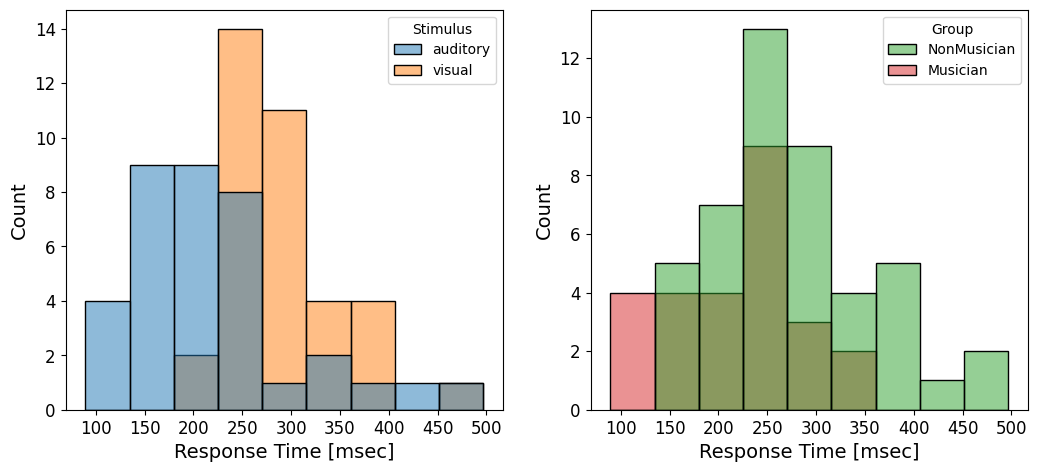 Stimulus
auditory
visual
Count
14
12
10
8
6
4
2
0
100 150 200 250 300 350 400 450 500
Response Time [msec]
Group
NonMusician
Musician
Count
12
10
8
6
4
2
0
100 150 200 250 300 350 400 450 500
Response Time [msec]